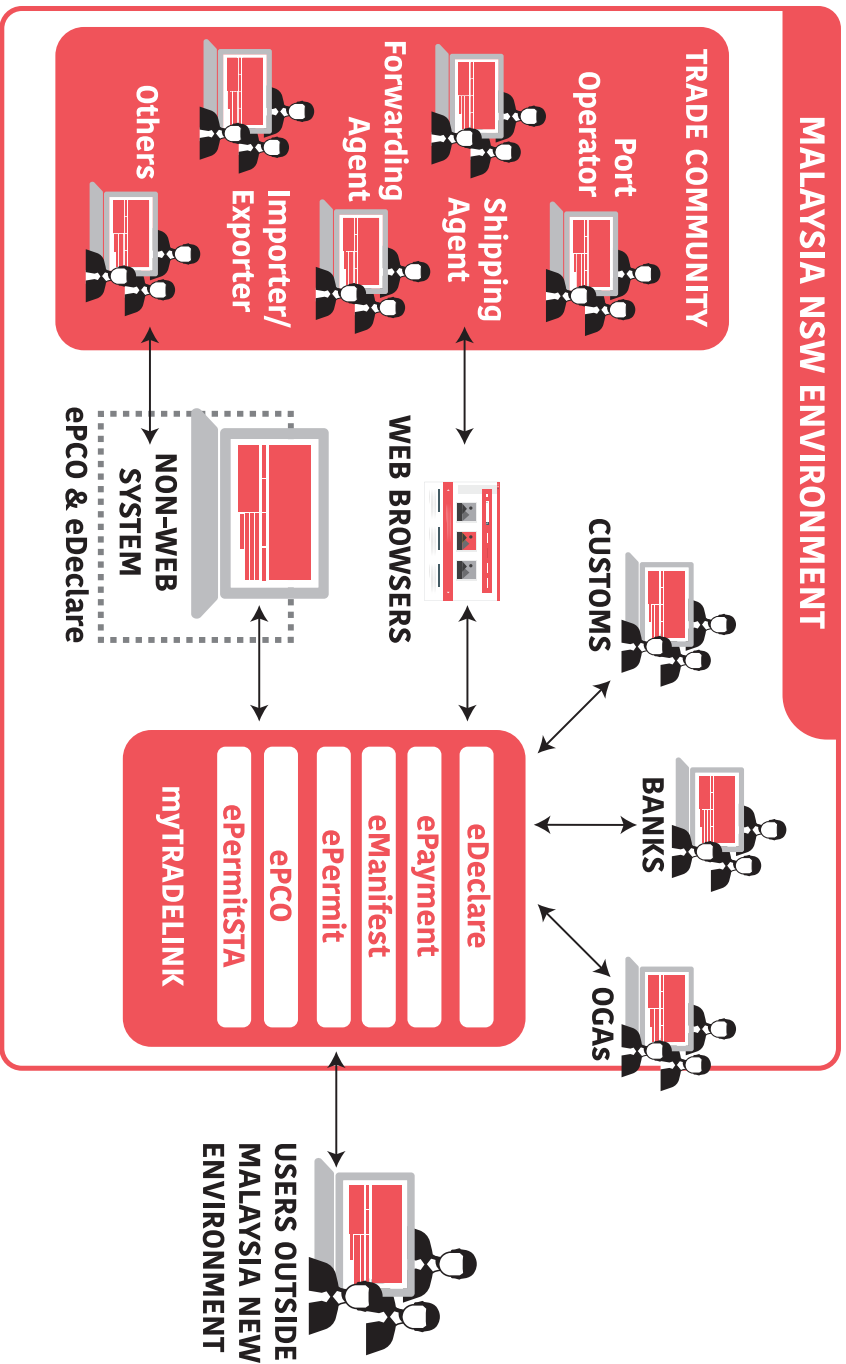 MALAYSIA NSW ENVIRONMENT
TRADE COMMUNITY
Port
Operator
Shipping
Agent
Forwarding
Agent
Importer/
Exporter
Others
WEB BROWSERS
NON-WEB
SYSTEM
ePCO & eDeclare
CUSTOMS
BANKS
OGAs
eDeclare
ePayment
eManifest
ePermit
ePCO
ePermitSTA
myTRADELINK
USERS OUTSIDE
MALAYSIA NEW
ENVIRONMENT